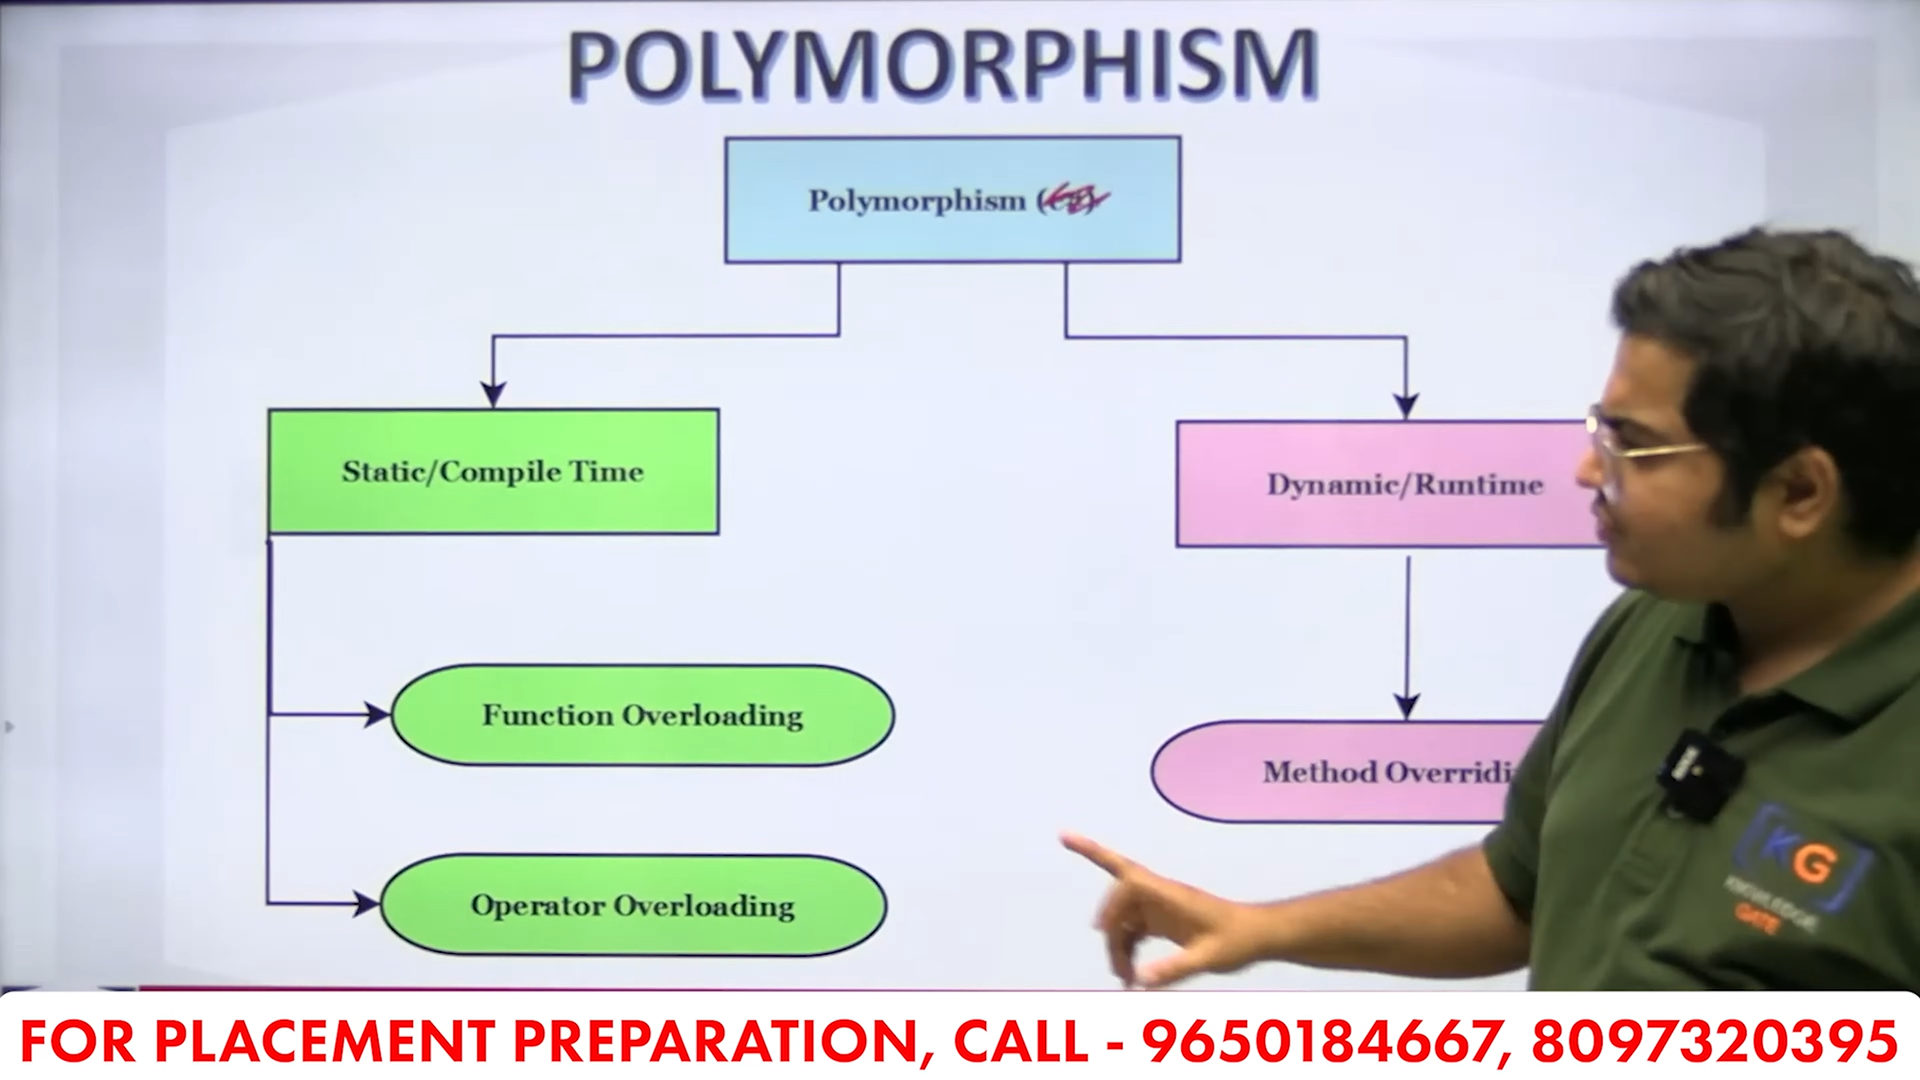 POLYMORPHISM
Polymorphism
Static/Compile Time
Dynamic/Runtime
Function Overloading
Method Overridi
Operator Overloading
KG
KNOWLEDGE
GATE
FOR PLACEMENT PREPARATION, CALL - 9650184667, 8097320395